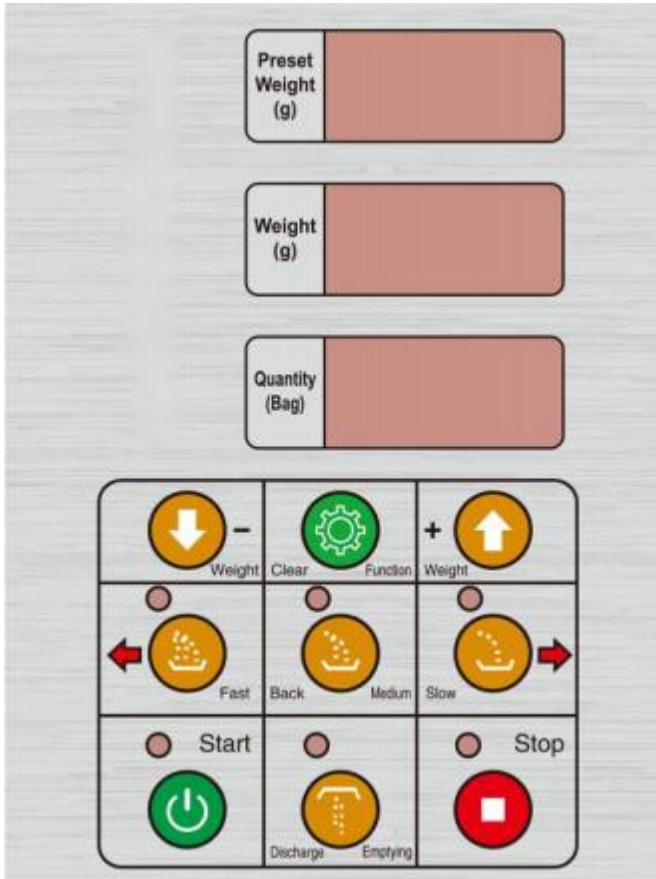 Preset
Weight
(g)
Weight
(g)
Quantity
(Bag)
- +
Weight Clear Function Weight
Fast Back Medium Slow
Start Stop
Discharge Emptying